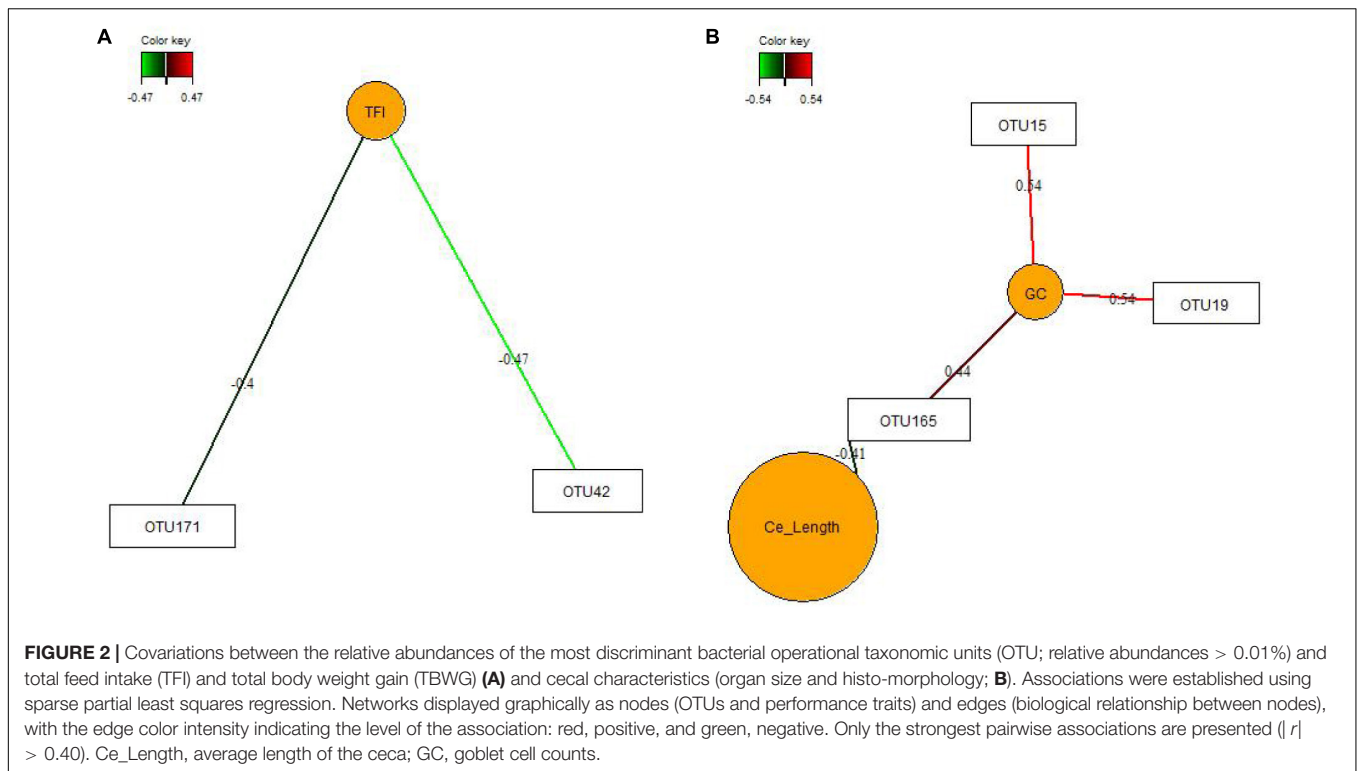 A
Color key
-0.47 0.47
TFI
-0.4
-0.47
OTU171
OTU42
B
Color key
-0.54 0.54
OTU15
0.54
GC
0.54
OTU19
0.44
OTU165
-0.41
Ce_Length
FIGURE 2 | Covariations between the relative abundances of the most discriminant bacterial operational taxonomic units (OTU; relative abundances > 0.01%) and
total feed intake (TFI) and total body weight gain (TBWG) (A) and cecal characteristics (organ size and histo-morphology; B). Associations were established using
sparse partial least squares regression. Networks displayed graphically as nodes (OTUs and performance traits) and edges (biological relationship between nodes),
with the edge color intensity indicating the level of the association: red, positive, and green, negative. Only the strongest pairwise associations are presented (| r |
> 0.40). Ce_Length, average length of the ceca; GC, goblet cell counts.